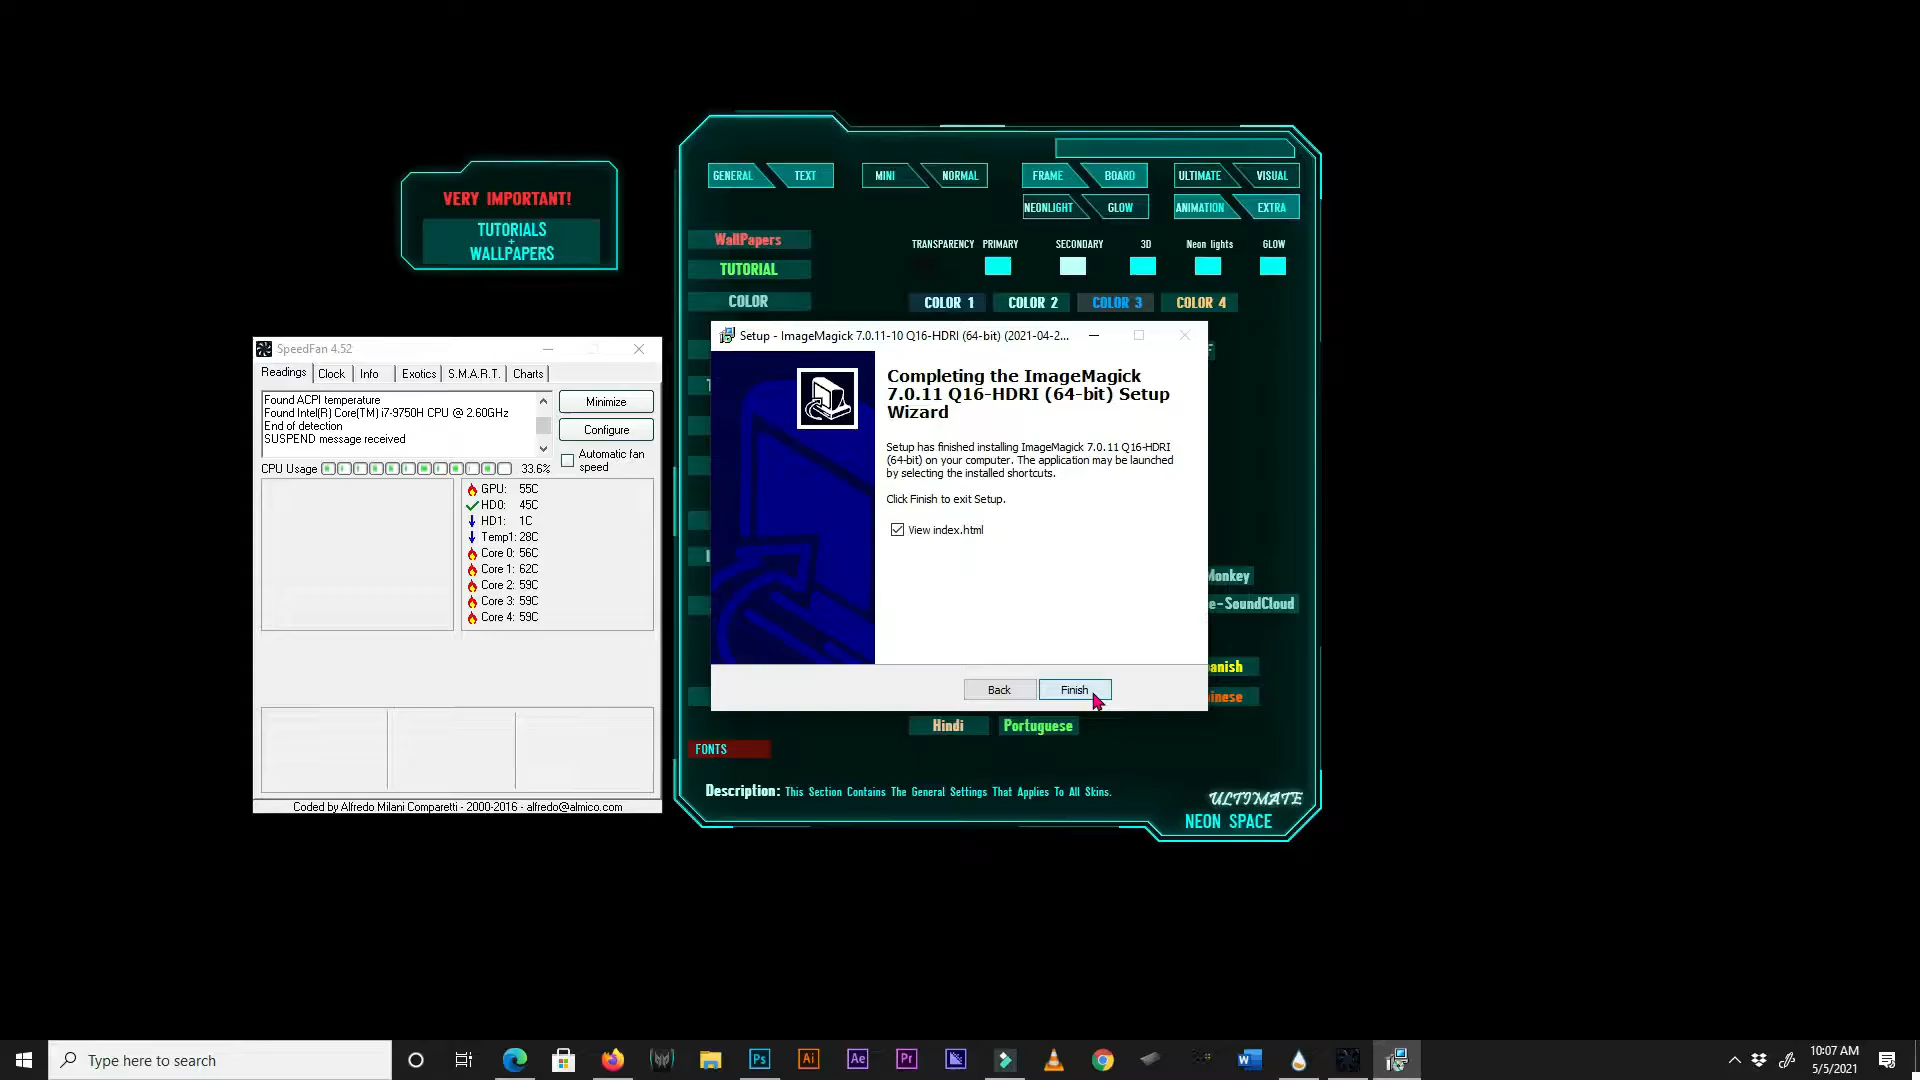 VERY IMPORTANT!
TUTORIALS
+
WALLPAPERS
GENERAL
TEXT
MINI
NORMAL
FRAME
BOARD
ULTIMATE
VISUAL
NEONLIGHT
GLOW
ANIMATION
EXTRA
WallPapers
TUTORIAL
COLOR
TRANSPARENCY
PRIMARY
SECONDARY
3D
Neon lights
GLOW
COLOR 1
COLOR 2
COLOR 3
COLOR 4
Setup - ImageMagick 7.0.11-10 Q16-HDRI (64-bit) (2021-04-2...
Completing the ImageMagick
7.0.11 Q16-HDRI (64-bit) Setup
Wizard
Setup has finished installing ImageMagick 7.0.11 Q16-HDRI
(64-bit) on your computer. The application may be launched
by selecting the installed shortcuts.
Click Finish to exit Setup.
View index.html
Back
Finish
Monkey
e-SoundCloud
anish
inese
Hindi
Portuguese
FONTS
Description: This Section Contains The General Settings That Applies To All Skins.
ULTIMATE
NEON SPACE
SpeedFan 4.52
Readings
Clock
Info
Exotics
S.M.A.R.T.
Charts
Found ACPI temperature
Found Intel(R) Core(TM) i7-9750H CPU @ 2.60GHz
End of detection
SUSPEND message received
Minimize
Configure
CPU Usage
33.6%
Automatic fan
speed
GPU: 55C
HD0: 45C
HD1: 1C
Temp1: 28C
Core 0: 56C
Core 1: 62C
Core 2: 59C
Core 3: 59C
Core 4: 59C
Coded by Alfredo Milani Comparetti - 2000-2016 - alfredo@almico.com
Type here to search
Ps
Ai
Ae
Pr
W
10:07 AM
5/5/2021